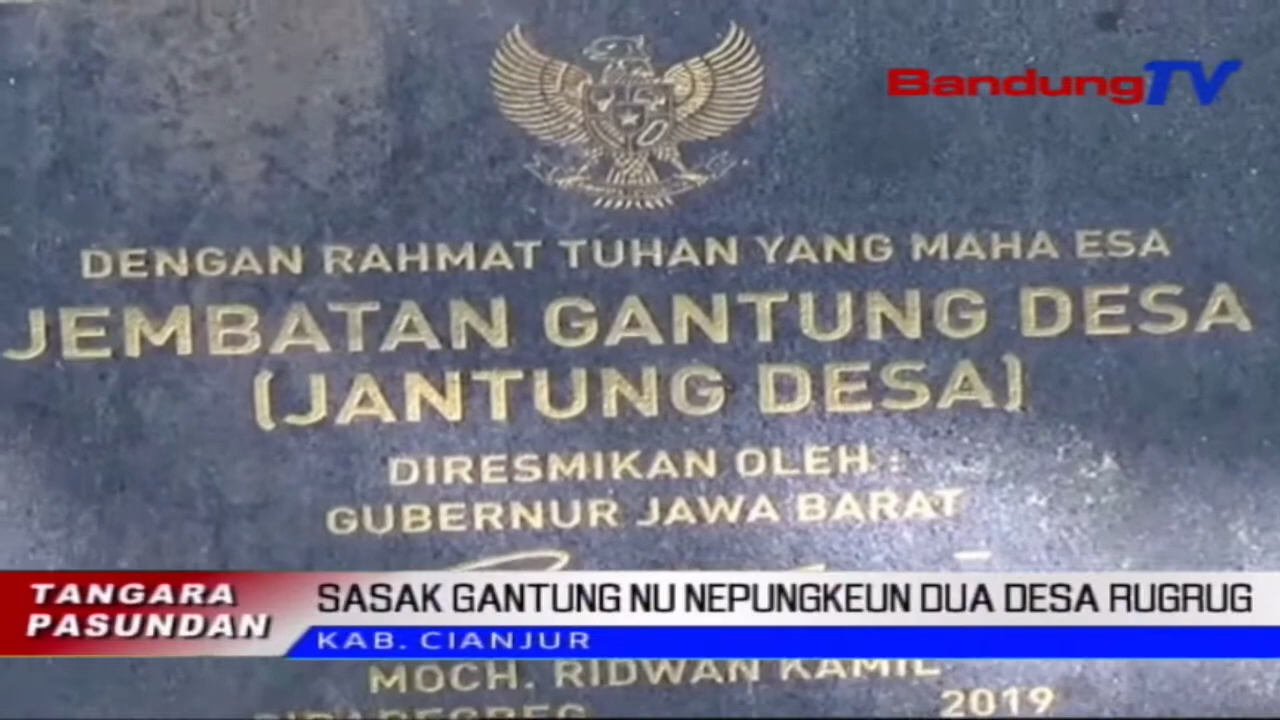 BandungTV
DENGAN RAHMAT TUHAN YANG MAHA ESA
JEMBATAN GANTUNG DESA
(JANTUNG DESA)
DIRESMIKAN OLEH :
GUBERNUR JAWA BARAT
TANGARA
PASUNDAN
SASAK GANTUNG NU NEPUNGKEUN DUA DESA RUGRUG
KAB. CIANJUR
MOCH. RIDWAN KAMIL
2019